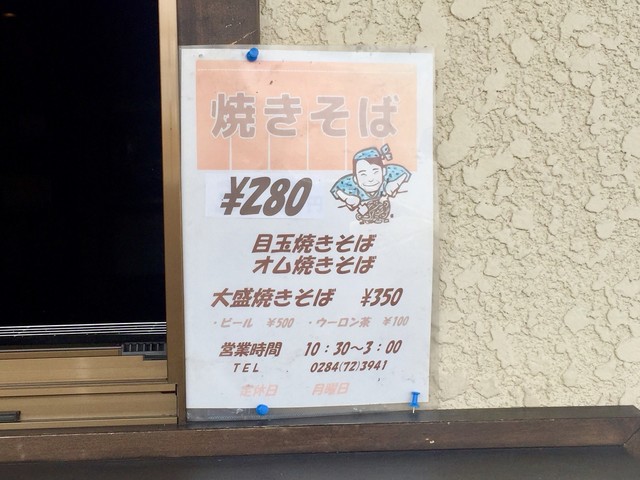 焼きそば
¥280
目玉焼きそば
オム焼きそば
大盛焼きそば ¥350
・ビール ¥500 ・ウーロン茶 ¥100
営業時間 10：30～3：00
TEL 0284(72)3941
定休日 月曜日